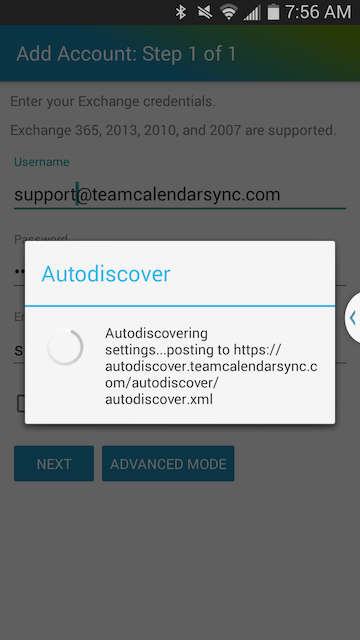 7:56 AM
Add Account: Step 1 of 1
Enter your Exchange credentials.
Exchange 365, 2013, 2010, and 2007 are supported.
Username
support@teamcalendarsync.com
Password
Autodiscover
Autodiscovering
settings...posting to https://
autodiscover.teamcalendarsync.c
om/autodiscover/
autodiscover.xml
NEXT
ADVANCED MODE